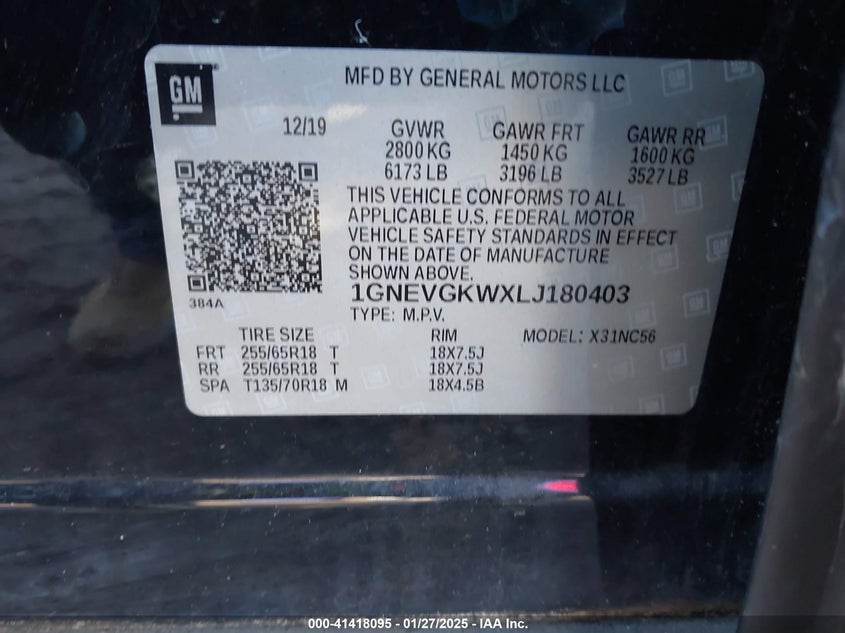 GM
MFD BY GENERAL MOTORS LLC
12/19 GVWR GAWR FRT GAWR RR
2800 KG 1450 KG 1600 KG
6173 LB 3196 LB 3527 LB
THIS VEHICLE CONFORMS TO ALL
APPLICABLE U.S. FEDERAL MOTOR
VEHICLE SAFETY STANDARDS IN EFFECT
ON THE DATE OF MANUFACTURE
SHOWN ABOVE.
384A
1GNEVGKWXLJ180403
TYPE: M.P.V.
TIRE SIZE RIM MODEL: X31NC56
FRT 255/65R18 T 18X7.5J
RR 255/65R18 T 18X7.5J
SPA T135/70R18 M 18X4.5B
000-41418095 - 01/27/2025 - IAA Inc.